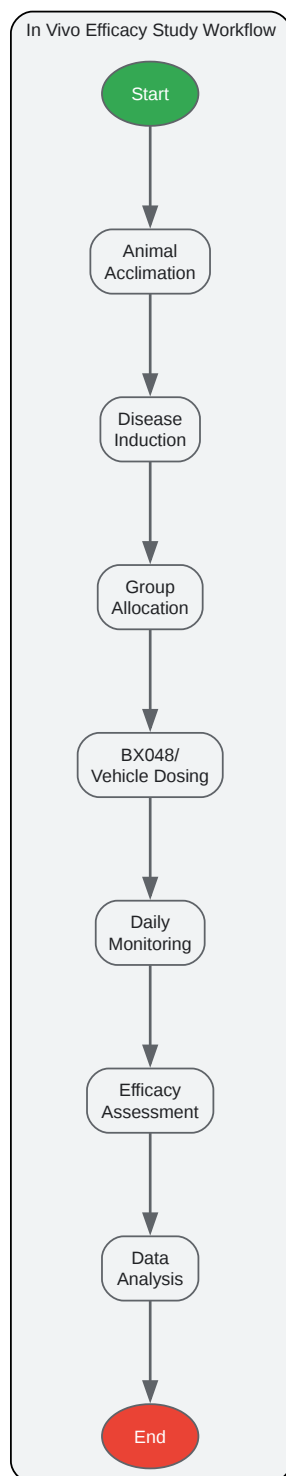 In Vivo Efficacy Study Workflow
Start
Animal
Acclimation
Disease
Induction
Group
Allocation
BX048/
Vehicle Dosing
Daily
Monitoring
Efficacy
Assessment
Data
Analysis
End